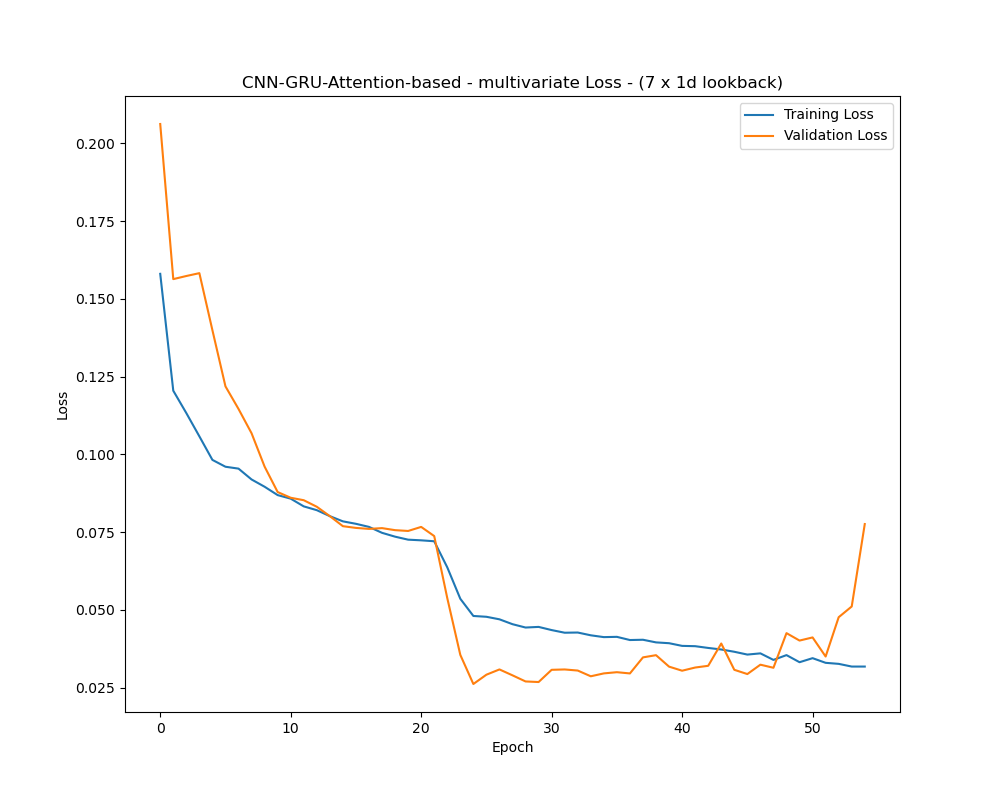 CNN-GRU-Attention-based - multivariate Loss - (7 x 1d lookback)
Training Loss
Validation Loss
0.200
0.175
0.150
0.125
0.100
0.075
0.050
0.025
Loss
0 10 20 30 40 50
Epoch